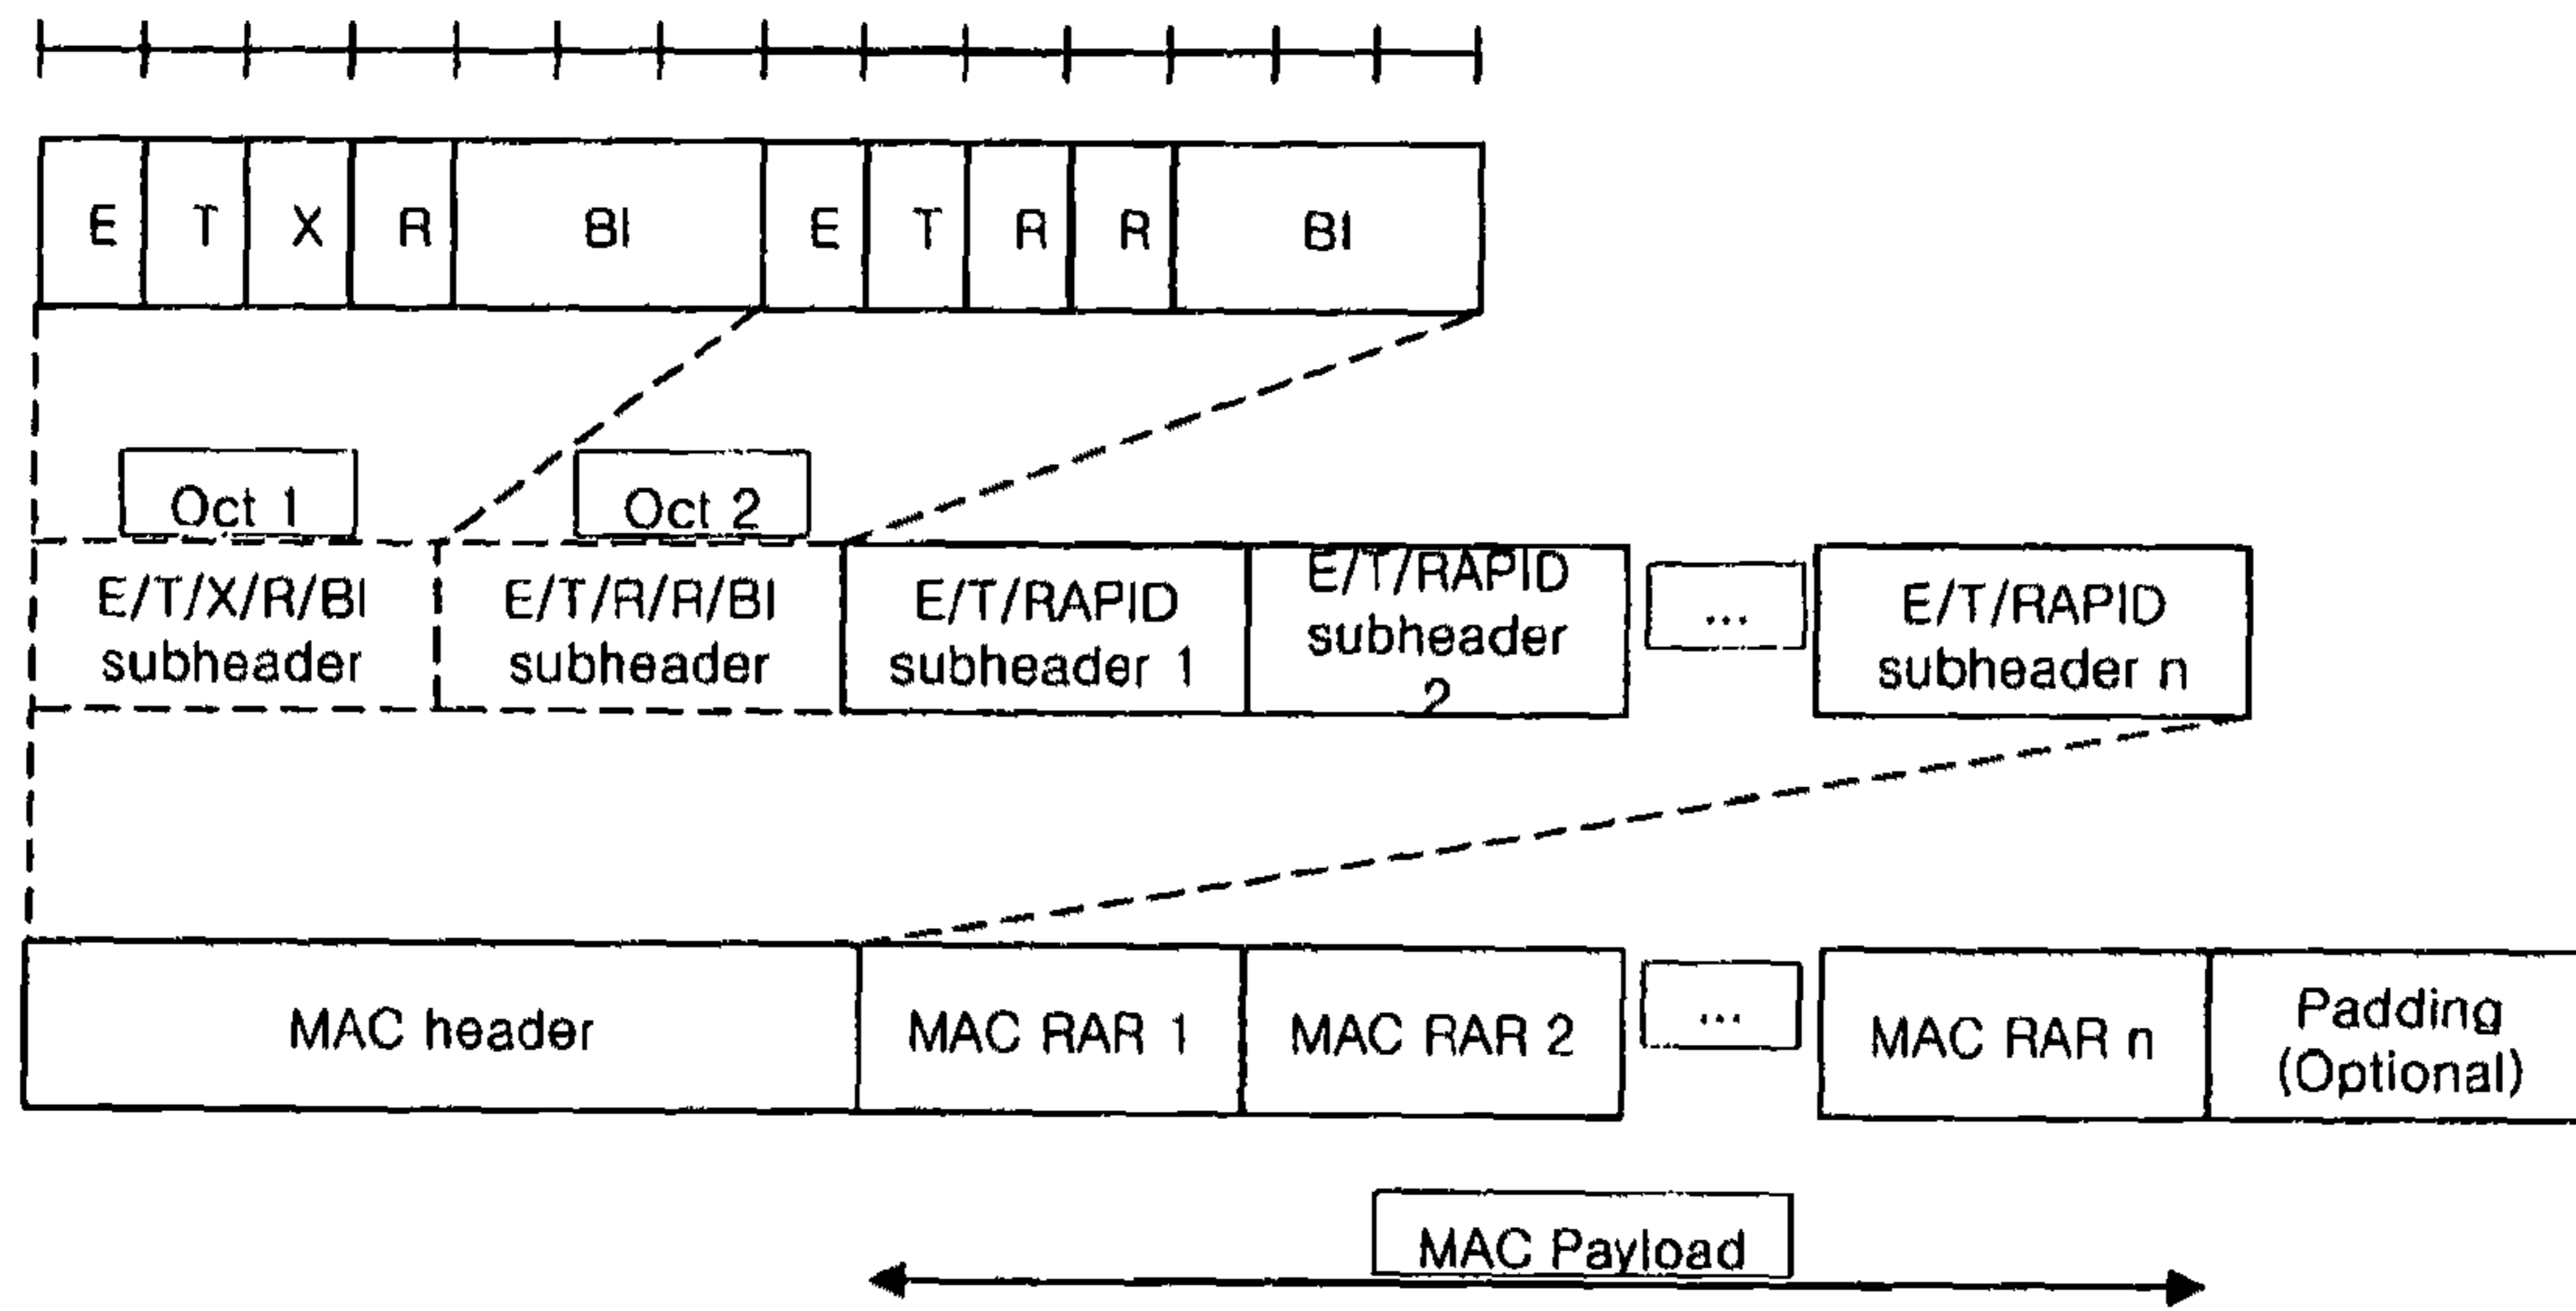 E T X R BI E T R R BI
Oct 1 Oct 2
E/T/X/R/BI
subheader
E/T/R/R/BI
subheader
E/T/RAPID
subheader 1
E/T/RAPID
subheader
2
...
E/T/RAPID
subheader n
MAC header MAC RAR 1 MAC RAR 2 ... MAC RAR n
Padding
(Optional)
MAC Payload